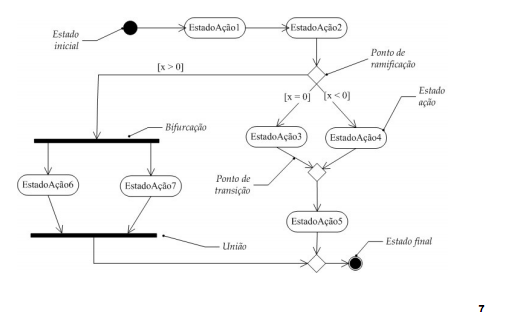 Estado
inicial
EstadoAção1
EstadoAção2
Ponto de
ramificação
[x > 0]
[x = 0]
[x < 0]
Estado
ação
Bifurcação
EstadoAção3
EstadoAção4
EstadoAção6
EstadoAção7
Ponto de
transição
EstadoAção5
União
Estado final
7